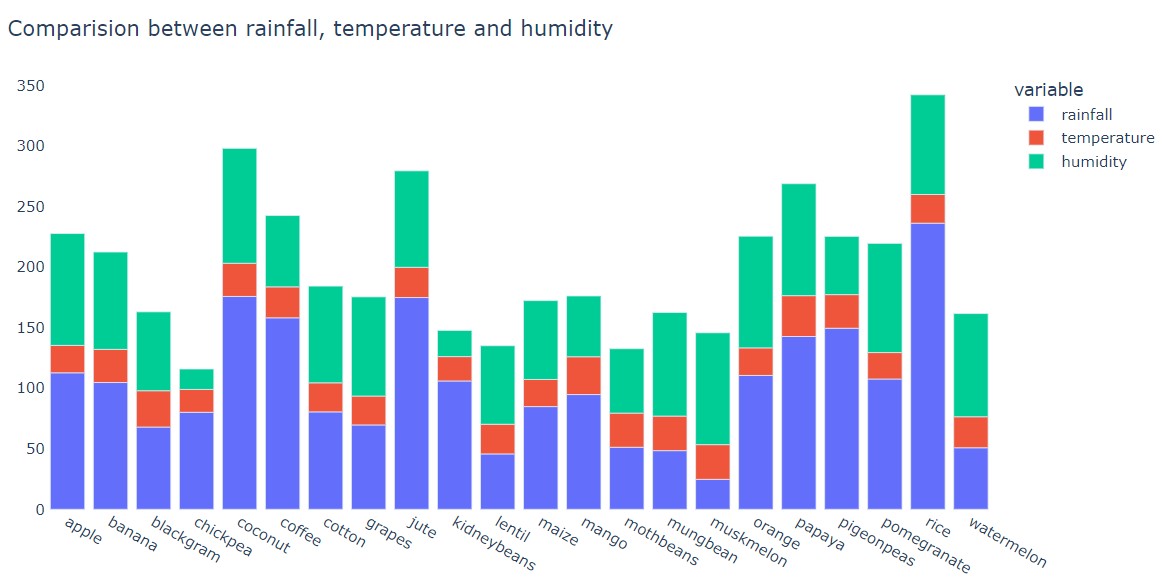 Comparision between rainfall, temperature and humidity
350
300
250
200
150
100
50
0
apple
banana
blackgram
chickpea
coconut
coffee
cotton
grapes
jute
kidneybeans
lentil
maize
mango
mothbeans
mungbean
muskmelon
orange
papaya
pigeonpeas
pomegranate
rice
watermelon
variable
rainfall
temperature
humidity